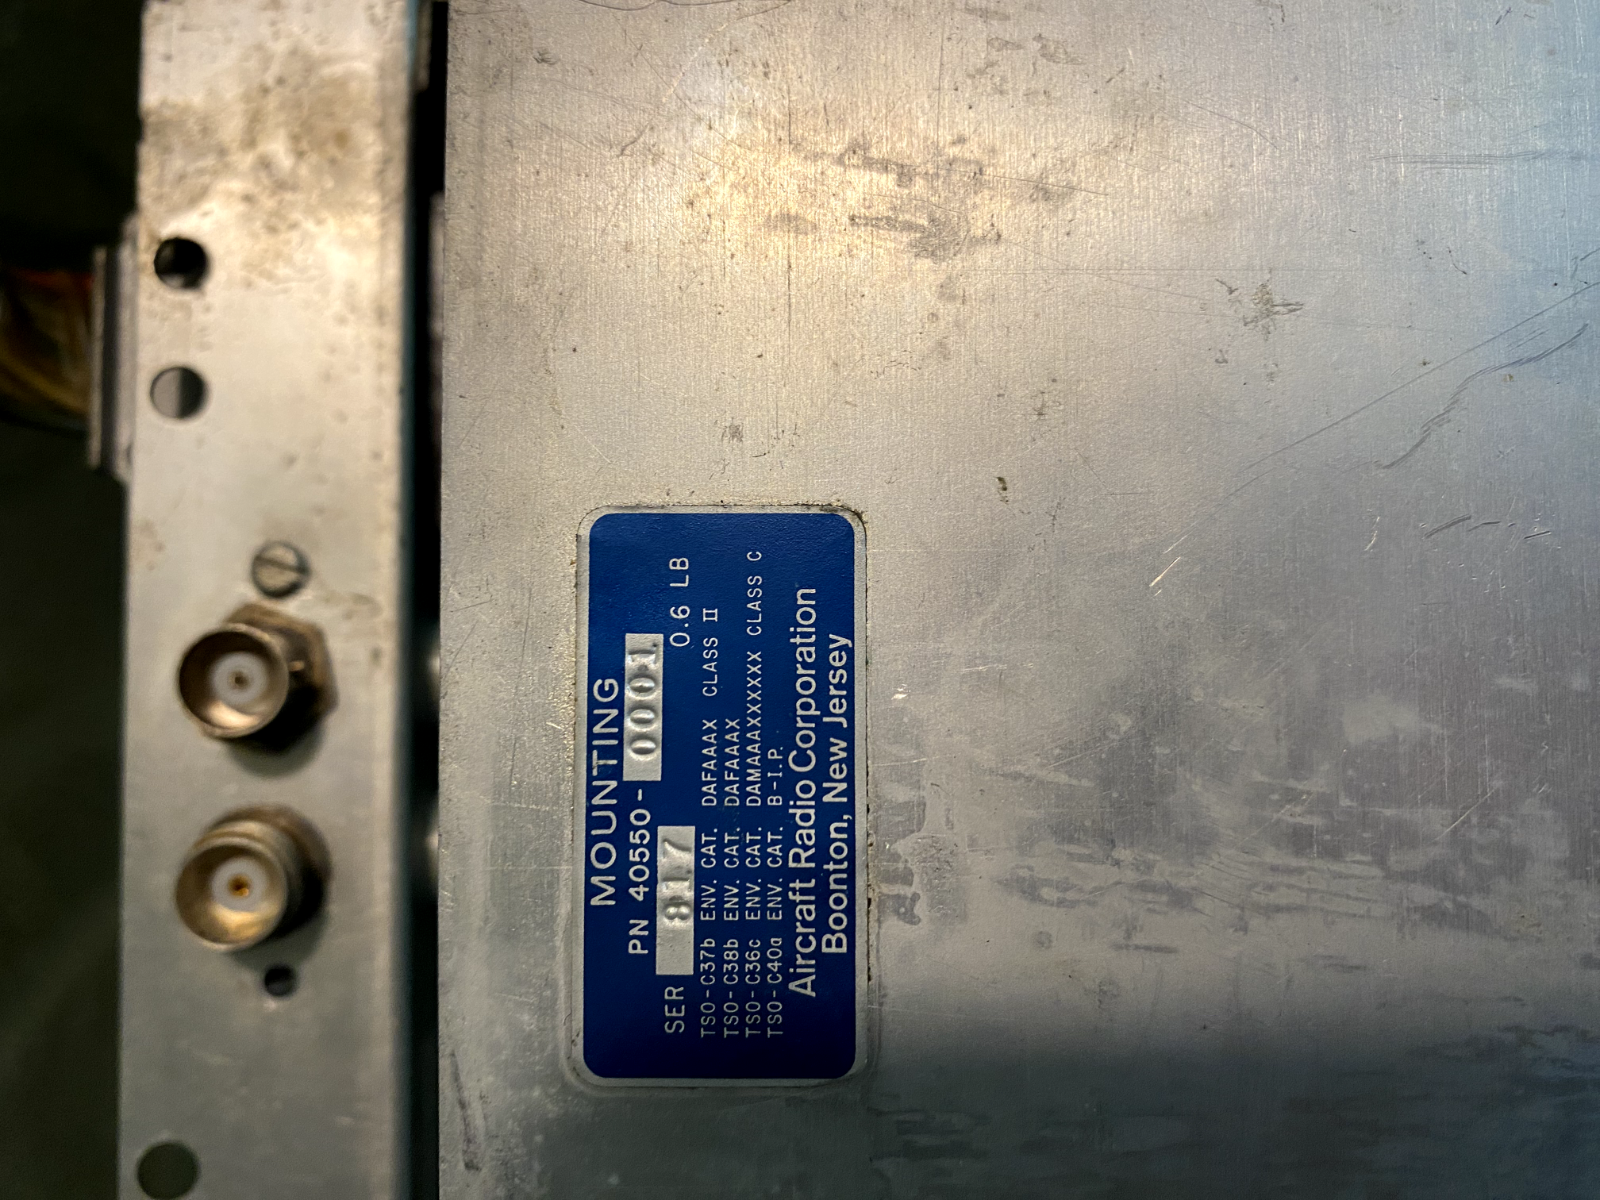 MOUNTING
PN 40550-0001
SER 817 0.6 LB
TSO-C37b ENV. CAT. DAFAAAX CLASS II
TSO-C38b ENV. CAT. DAFAAAX
TSO-C36c ENV. CAT. DAMAAAXXXXXX CLASS C
TSO-C40a ENV. CAT. B-I.P.
Aircraft Radio Corporation
Boonton, New Jersey